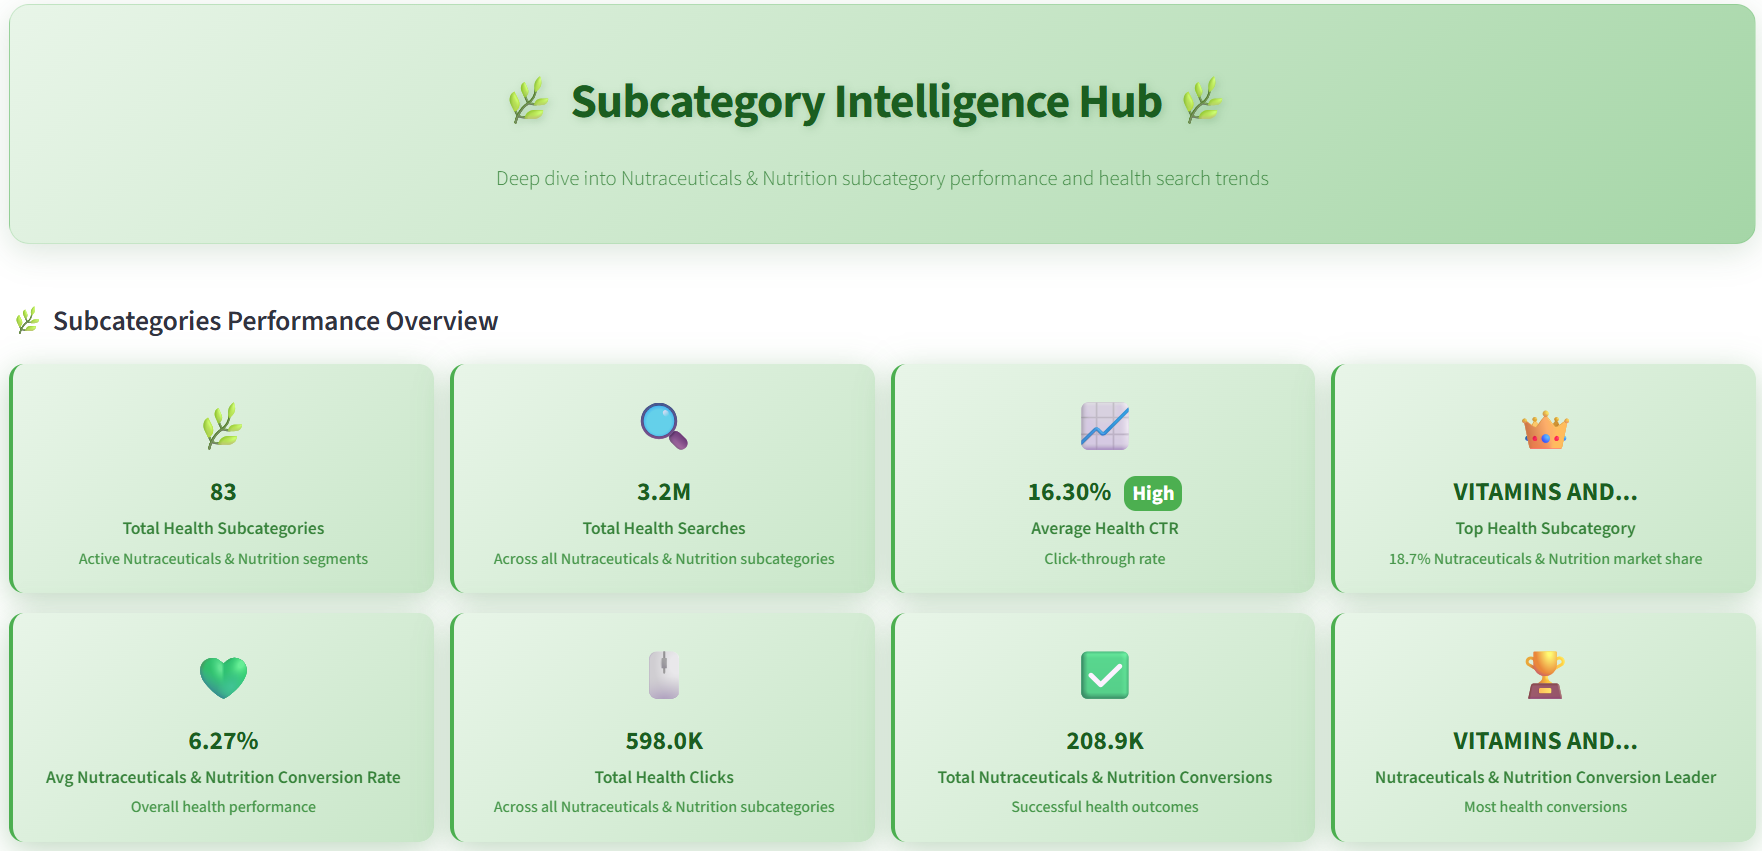 Subcategory Intelligence Hub
Deep dive into Nutraceuticals & Nutrition subcategory performance and health search trends
Subcategories Performance Overview
83
Total Health Subcategories
Active Nutraceuticals & Nutrition segments
3.2M
Total Health Searches
Across all Nutraceuticals & Nutrition subcategories
16.30% High
Average Health CTR
Click-through rate
VITAMINS AND...
Top Health Subcategory
18.7% Nutraceuticals & Nutrition market share
6.27%
Avg Nutraceuticals & Nutrition Conversion Rate
Overall health performance
598.0K
Total Health Clicks
Across all Nutraceuticals & Nutrition subcategories
208.9K
Total Nutraceuticals & Nutrition Conversions
Successful health outcomes
VITAMINS AND...
Nutraceuticals & Nutrition Conversion Leader
Most health conversions